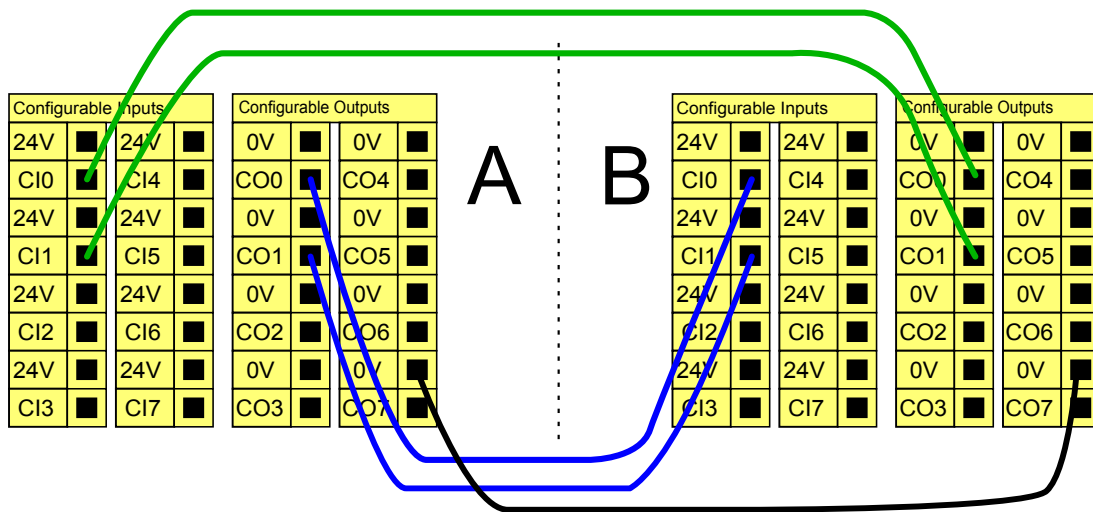 Configurable Inputs
24V 24V
CI0 CI4
24V 24V
CI1 CI5
24V 24V
CI2 CI6
24V 24V
CI3 CI7
Configurable Outputs
0V 0V
CO0 CO4
0V 0V
CO1 CO5
0V 0V
CO2 CO6
0V 0V
CO3 CO7
A
B
Configurable Inputs
24V 24V
CI0 CI4
24V 24V
CI1 CI5
24V 24V
CI2 CI6
24V 24V
CI3 CI7
Configurable Outputs
0V 0V
CO0 CO4
0V 0V
CO1 CO5
0V 0V
CO2 CO6
0V 0V
CO3 CO7